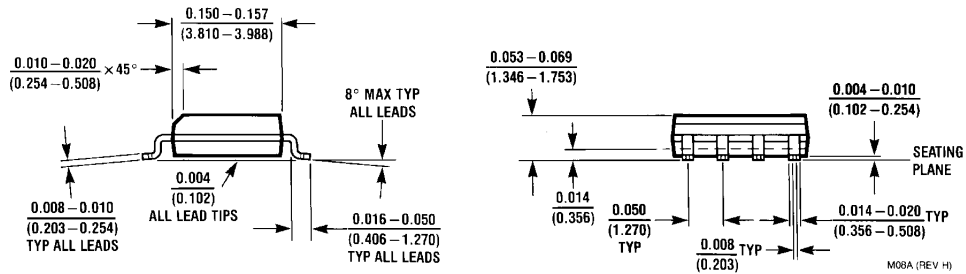 0.150 – 0.157
(3.810 – 3.988)
0.010 – 0.020
(0.254 – 0.508)
×45°
8° MAX TYP
ALL LEADS
0.004
(0.102)
ALL LEAD TIPS
0.008 – 0.010
(0.203 – 0.254)
TYP ALL LEADS
0.016 – 0.050
(0.406 – 1.270)
TYP ALL LEADS
0.053 – 0.069
(1.346 – 1.753)
0.004 – 0.010
(0.102 – 0.254)
SEATING
PLANE
0.014
(0.356)
0.050
(1.270)
TYP
0.014 – 0.020
(0.356 – 0.508)
TYP
0.008
(0.203)
TYP
M08A (REV H)